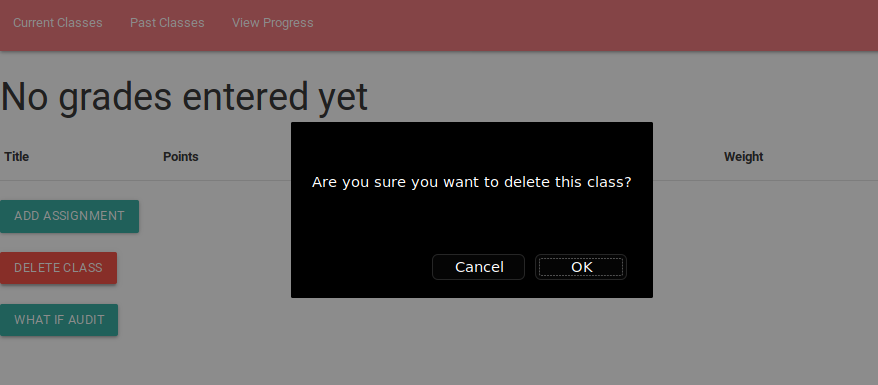 Current Classes Past Classes View Progress
No grades entered yet
Title Points Weight
Are you sure you want to delete this class?
Cancel OK
ADD ASSIGNMENT
DELETE CLASS
WHAT IF AUDIT